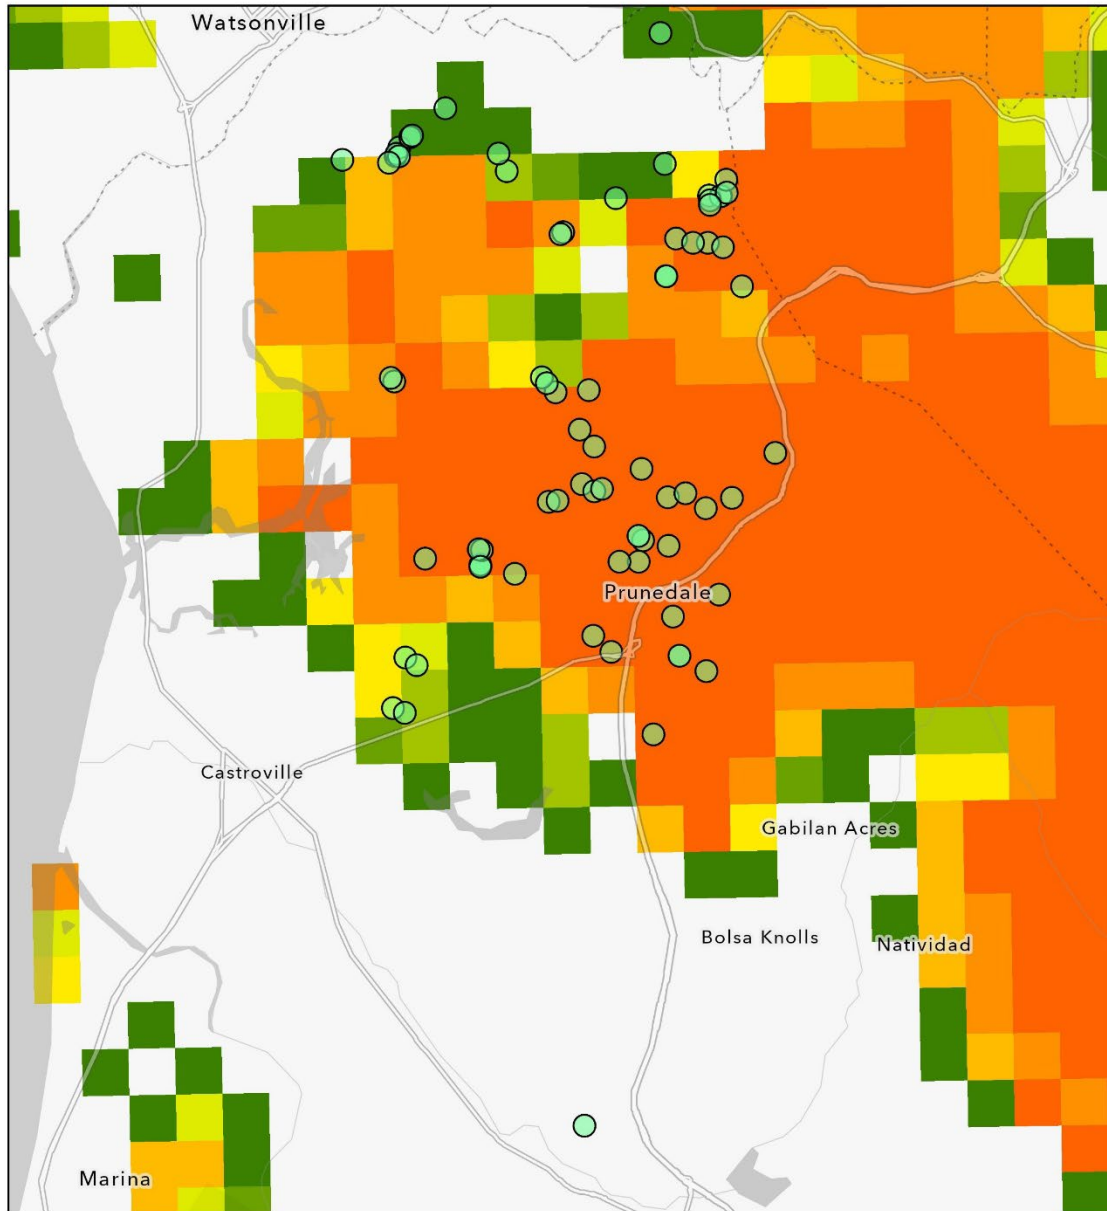 Watsonville
Prunedale
Castroville
Gabilan Acres
Bolsa Knolls
Natividad
Marina